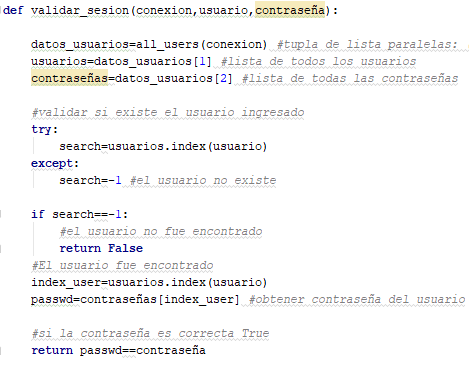 def validar_sesion(conexion,usuario,contraseña):
datos_usuarios=all_users(conexion) #tupla de lista paralelas:
usuarios=datos_usuarios[1] #lista de todos los usuarios
contraseñas=datos_usuarios[2] #lista de todas las contraseñas
#validar si existe el usuario ingresado
try:
search=usuarios.index(usuario)
except:
search=-1 #el usuario no existe
if search==-1:
#el usuario no fue encontrado
return False
#El usuario fue encontrado
index_user=usuarios.index(usuario)
passwd=contraseñas[index_user] #obtener contraseña del usuario
#si la contraseña es correcta True
return passwd==contraseña